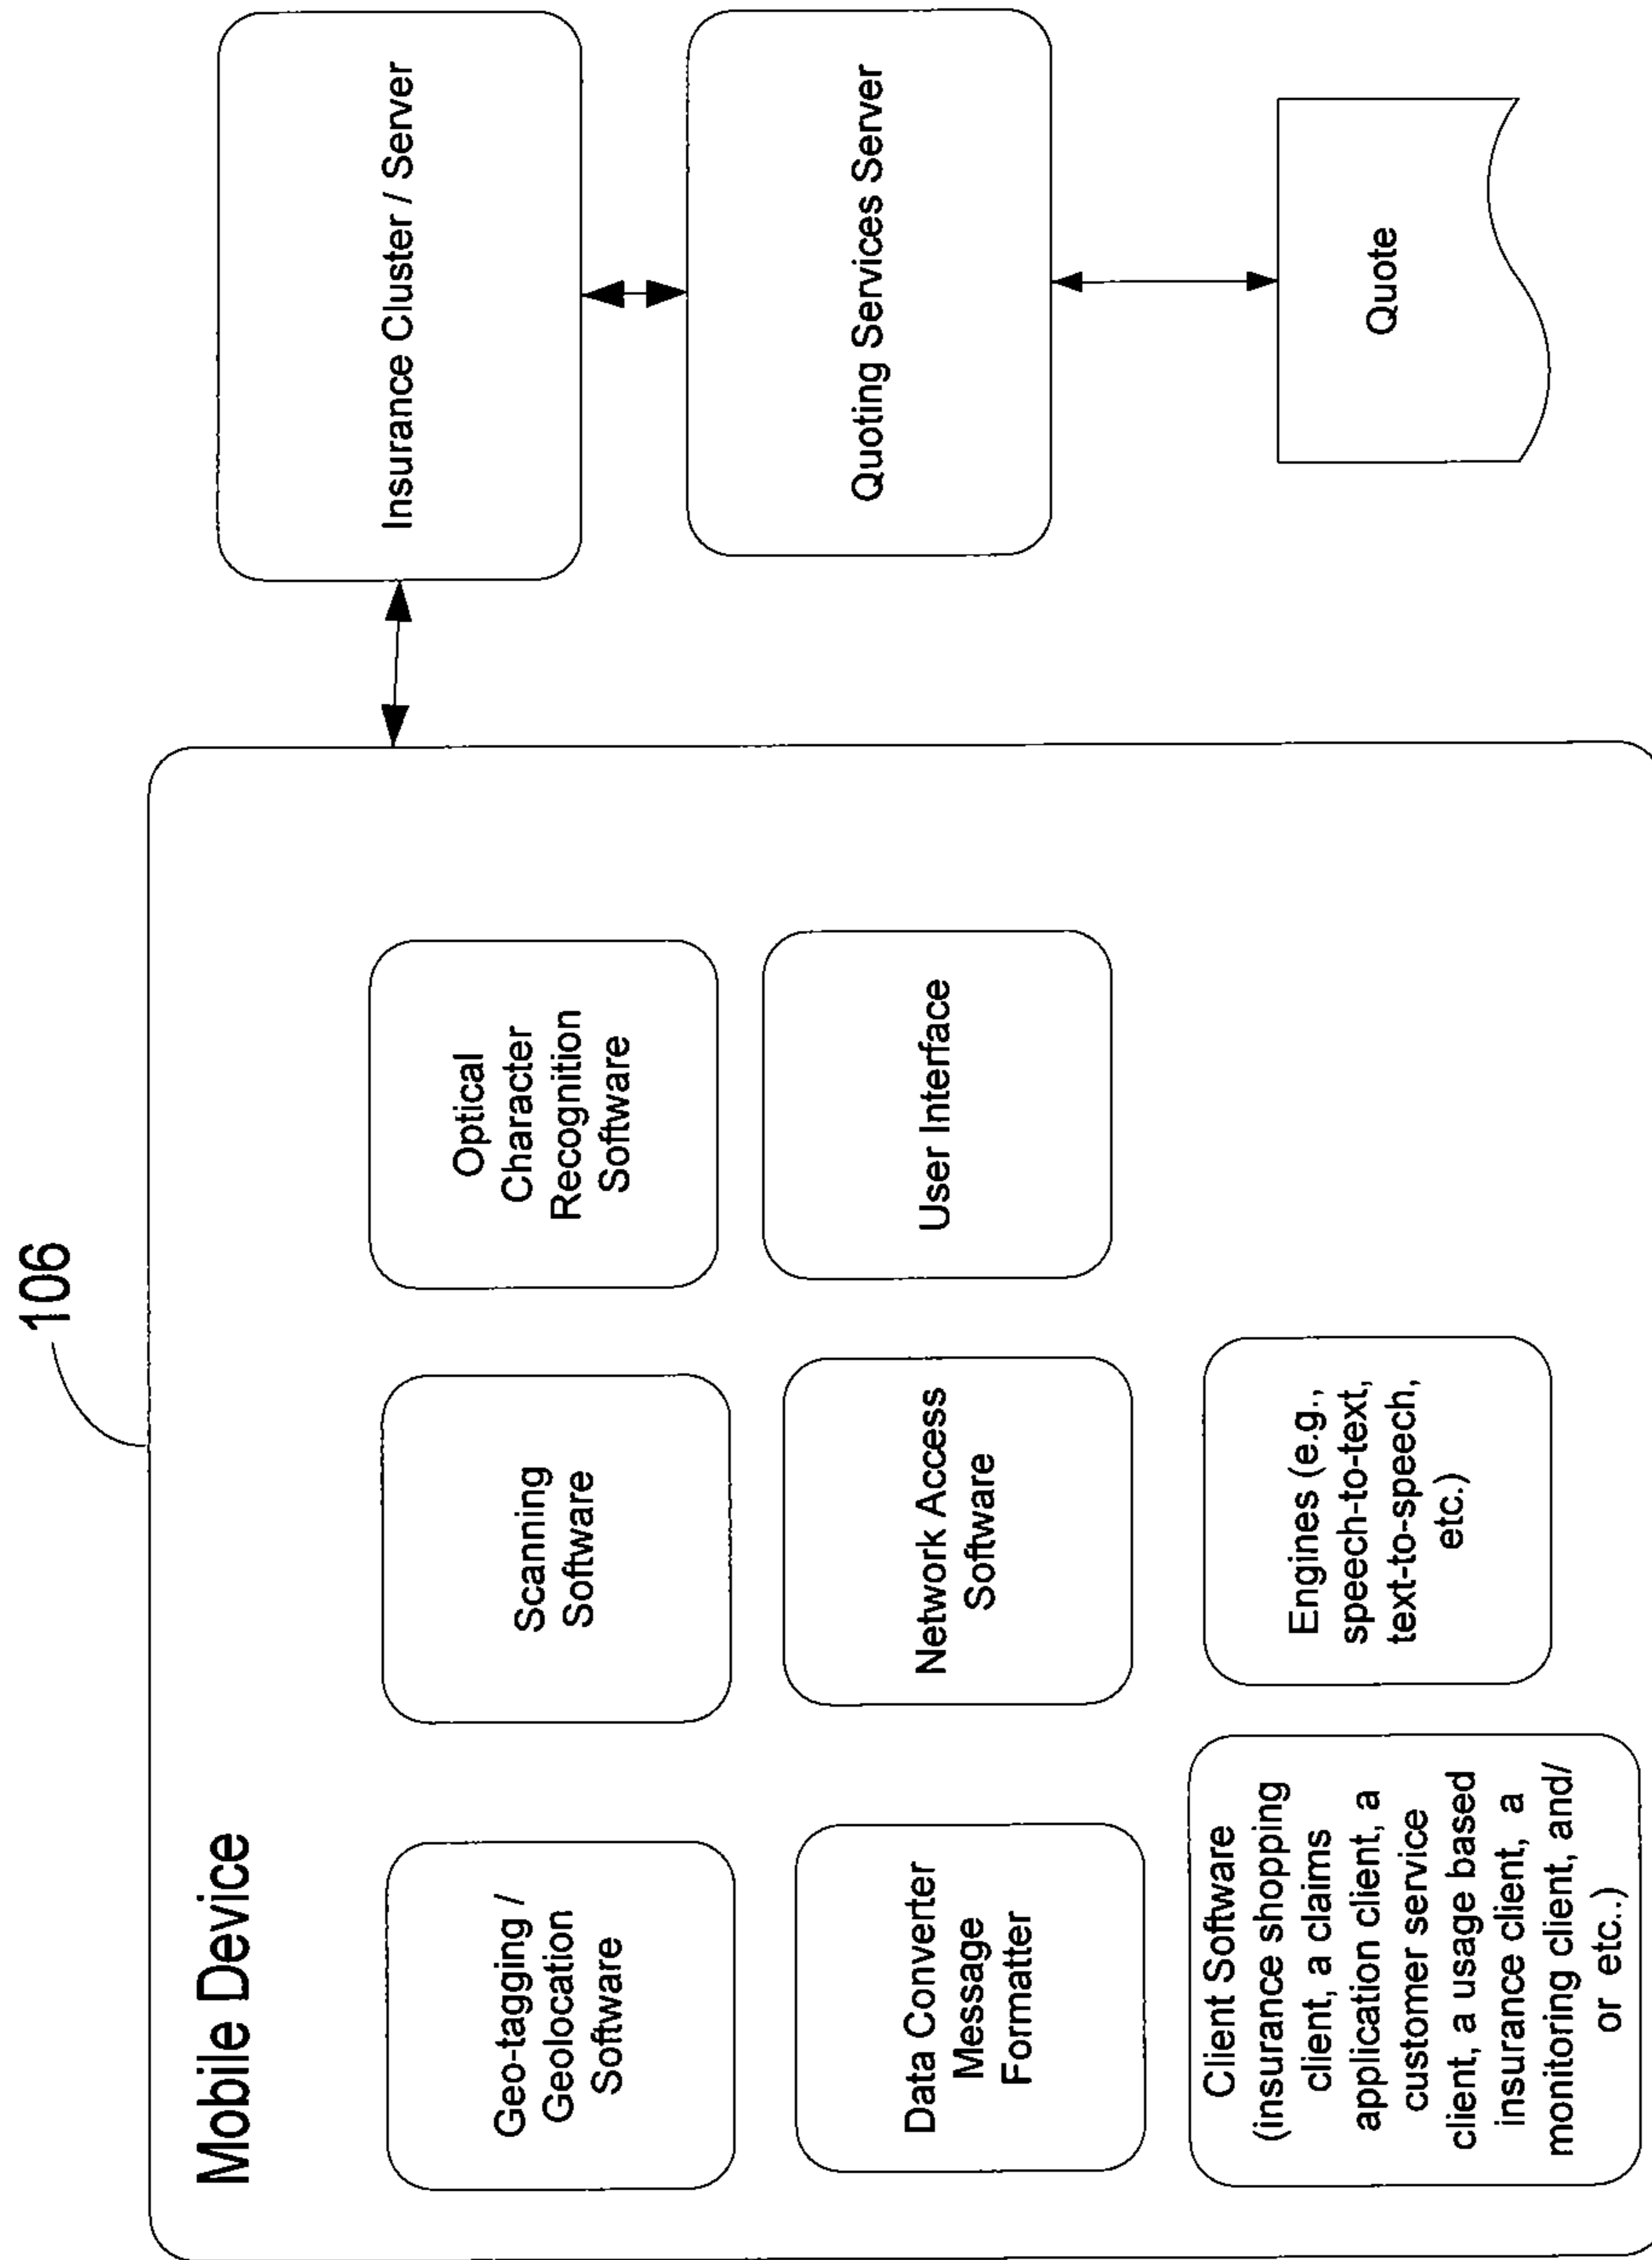 106
Mobile Device
Geo-tagging /
Geolocation
Software
Scanning
Software
Optical
Character
Recognition
Software
Data Converter
Message
Formatter
Network Access
Software
User Interface
Client Software
(insurance shopping
client, a claims
application client, a
customer service
client, a usage based
insurance client, a
monitoring client, and/
or etc..)
Engines (e.g.,
speech-to-text,
text-to-speech,
etc.)
Insurance Cluster / Server
Quoting Services Server
Quote